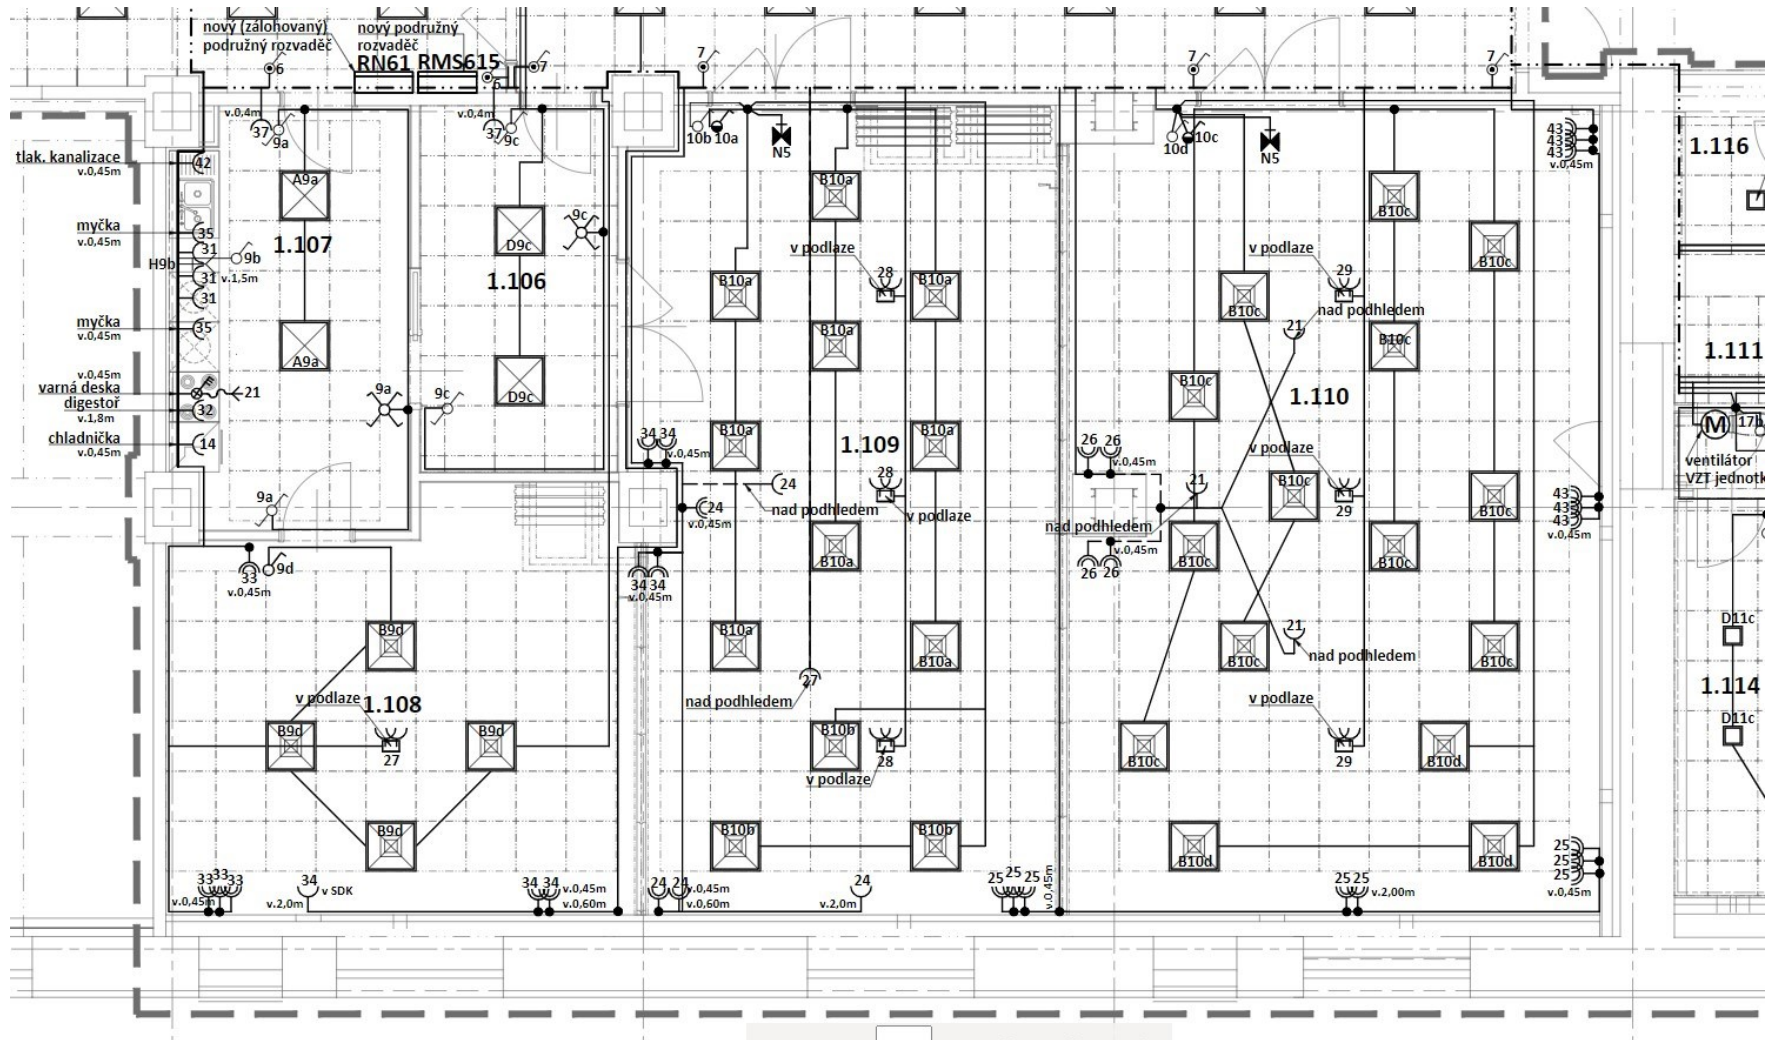 nový (zálohovaný)
podružný rozvaděč
nový podružný
rozvaděč
RN61
RMS615
6
6
7
7
7
7
v.0,4m
37
9a
v.0,4m
37
9c
10b
10a
N5
10d
10c
N5
43
43
43
v.0,45m
1.116
tlak. kanalizace
v.0,45m
42
A9a
1.107
myčka
v.0,45m
35
31
H9b
9b
31
v.1,5m
31
myčka
v.0,45m
35
A9a
v.0,45m
varná deska
21
digestoř
32
v.1,8m
chladnička
14
v.0,45m
9a
9a
D9c
9c
1.106
D9c
9c
B10a
v podlaze
28
B10a
B10a
B10a
B10a
1.109
B10a
34
34
v.0,45m
28
v podlaze
24
nad podhledem
24
v.0,45m
B10a
34
34
v.0,45m
B10a
B10a
27
nad podhledem
B10b
28
v podlaze
B10b
B10b
B10c
B10c
v podlaze
29
B10c
nad podhledem
21
B10c
B10c
1.110
v podlaze
26
26
v.0,45m
21
B10c
29
B10c
43
43
43
v.0,45m
nad podhledem
v.0,45m
26
26
B10c
B10c
21
B10c
nad podhledem
B10c
v podlaze
29
B10c
B10d
B10d
B10d
25
25
25
v.0,45m
1.111
M
17b
ventilátor
VZT jednotk
D11c
1.114
D11c
33
v.0,45m
9d
B9d
v podlaze
1.108
B9d
27
B9d
B9d
33
33
33
v.0,45m
34
v SDK
v.2,0m
34
34
v.0,45m
v.0,60m
24
24
v.0,45m
v.0,60m
24
v.2,0m
25
25
25
v.0,45m
25
25
v.2,00m